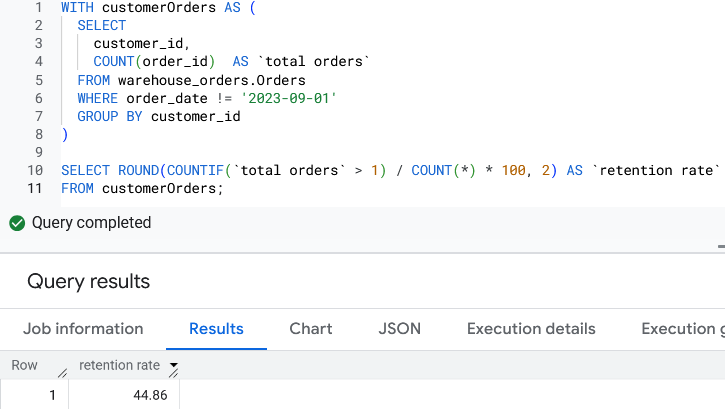 1 WITH customerOrders AS (
2 SELECT
3 customer_id,
4 COUNT(order_id)  AS `total orders`
5 FROM warehouse_orders.Orders
6 WHERE order_date != '2023-09-01'
7 GROUP BY customer_id
8 )
9
10 SELECT ROUND(COUNTIF(`total orders` > 1) / COUNT(*) * 100, 2) AS `retention rate`
11 FROM customerOrders;
Query completed
Query results
Job information Results Chart JSON Execution details Execution g
Row retention rate
1 44.86